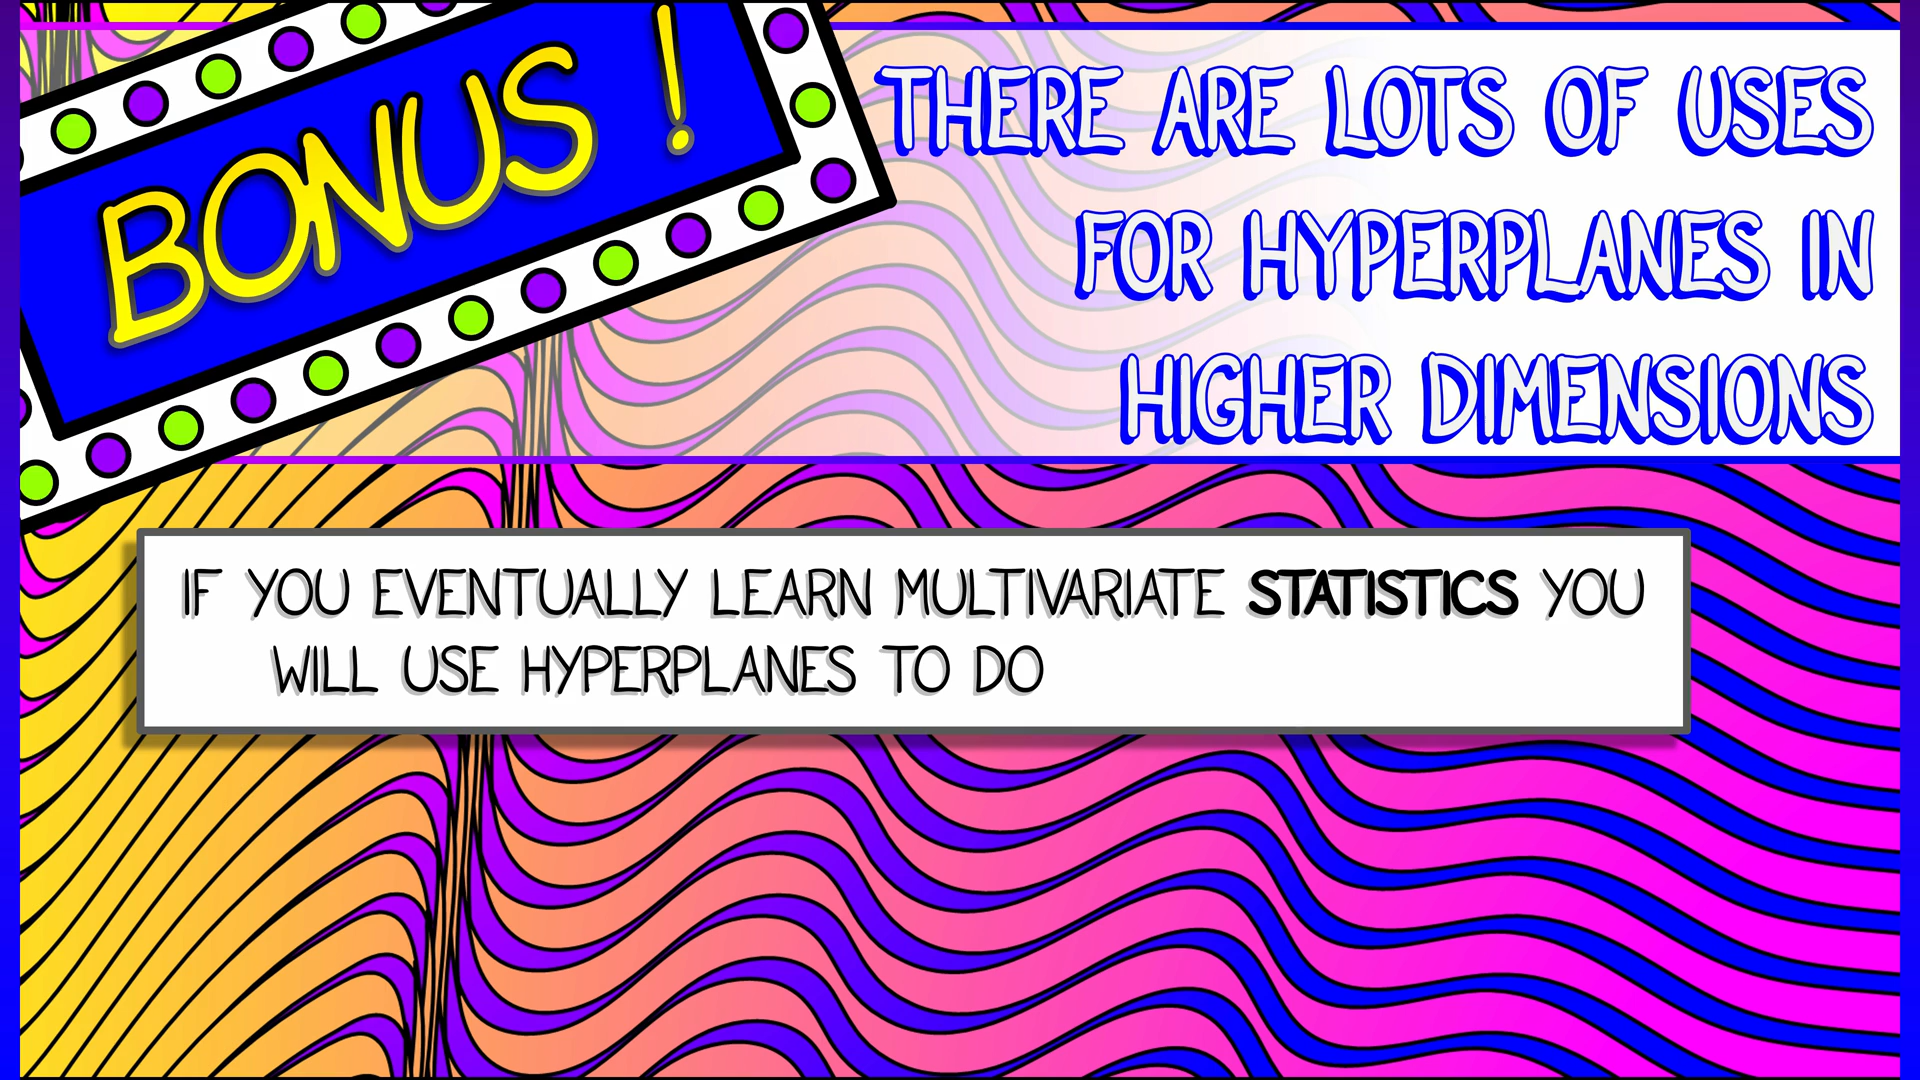 BONUS !
THERE ARE LOTS OF USES
FOR HYPERPLANES IN
HIGHER DIMENSIONS
IF YOU EVENTUALLY LEARN MULTIVARIATE STATISTICS YOU
WILL USE HYPERPLANES TO DO